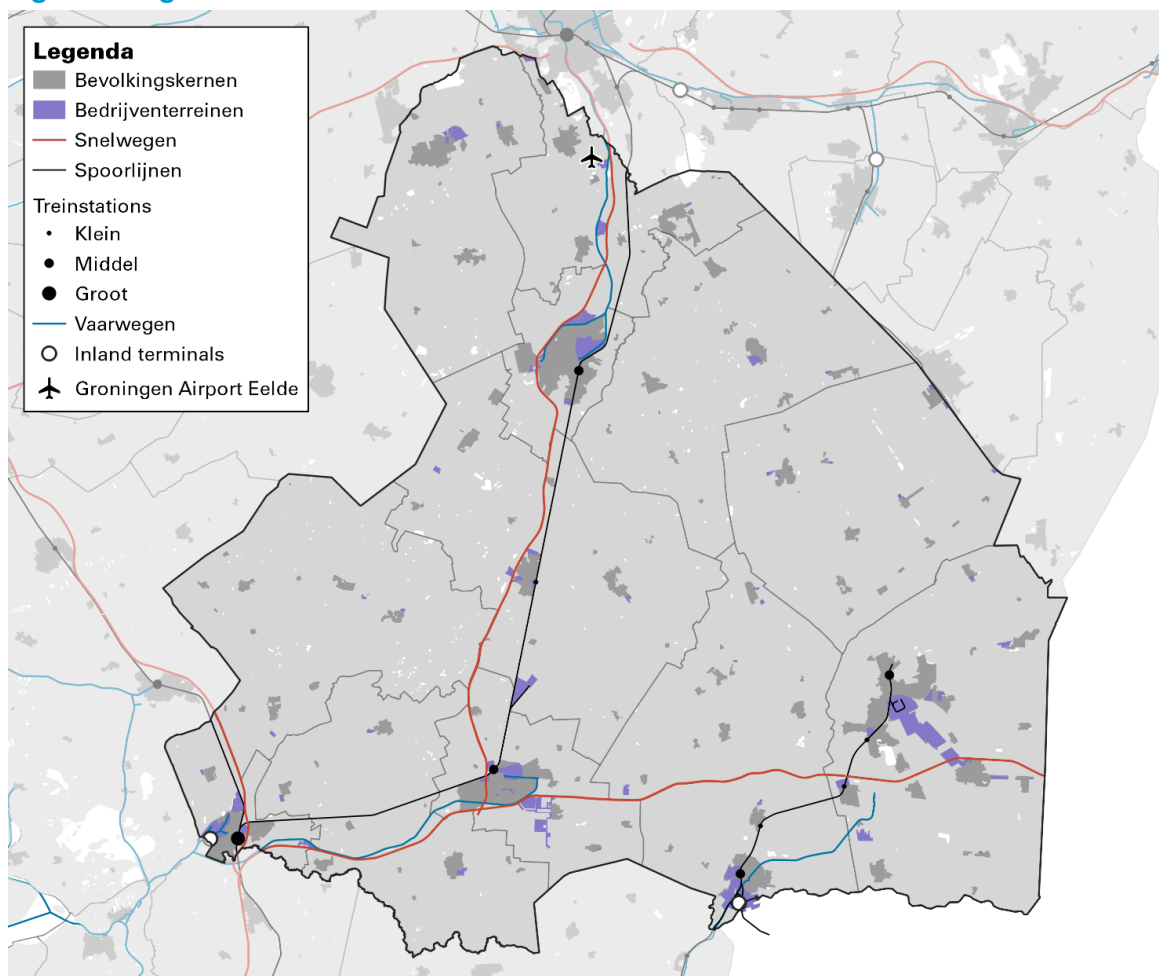 Legenda
Bevolkingskernen
Bedrijventerreinen
Snelwegen
Spoorlijnen
Treinstations
Klein
Middel
Groot
Vaarwegen
Inland terminals
Groningen Airport Eelde